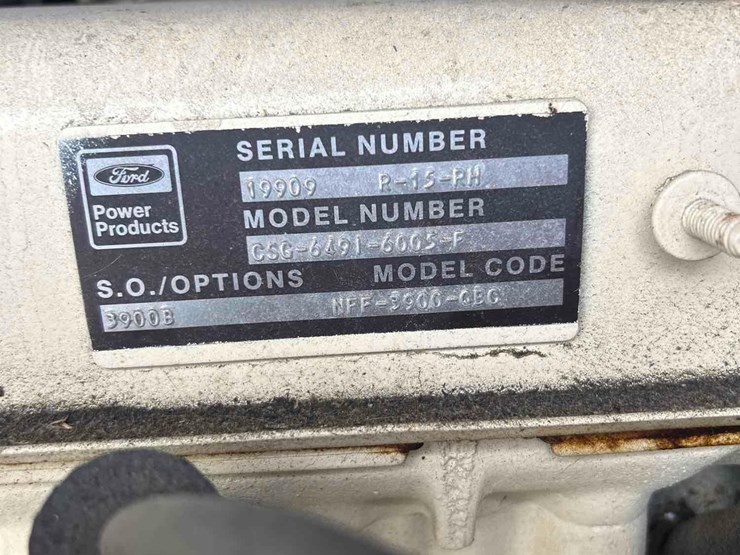 Ford
Power
Products
SERIAL NUMBER
19909 R-15-RH
MODEL NUMBER
CSG-6491-6005-F
S.O./OPTIONS MODEL CODE
3900B NFF-3900-QBG